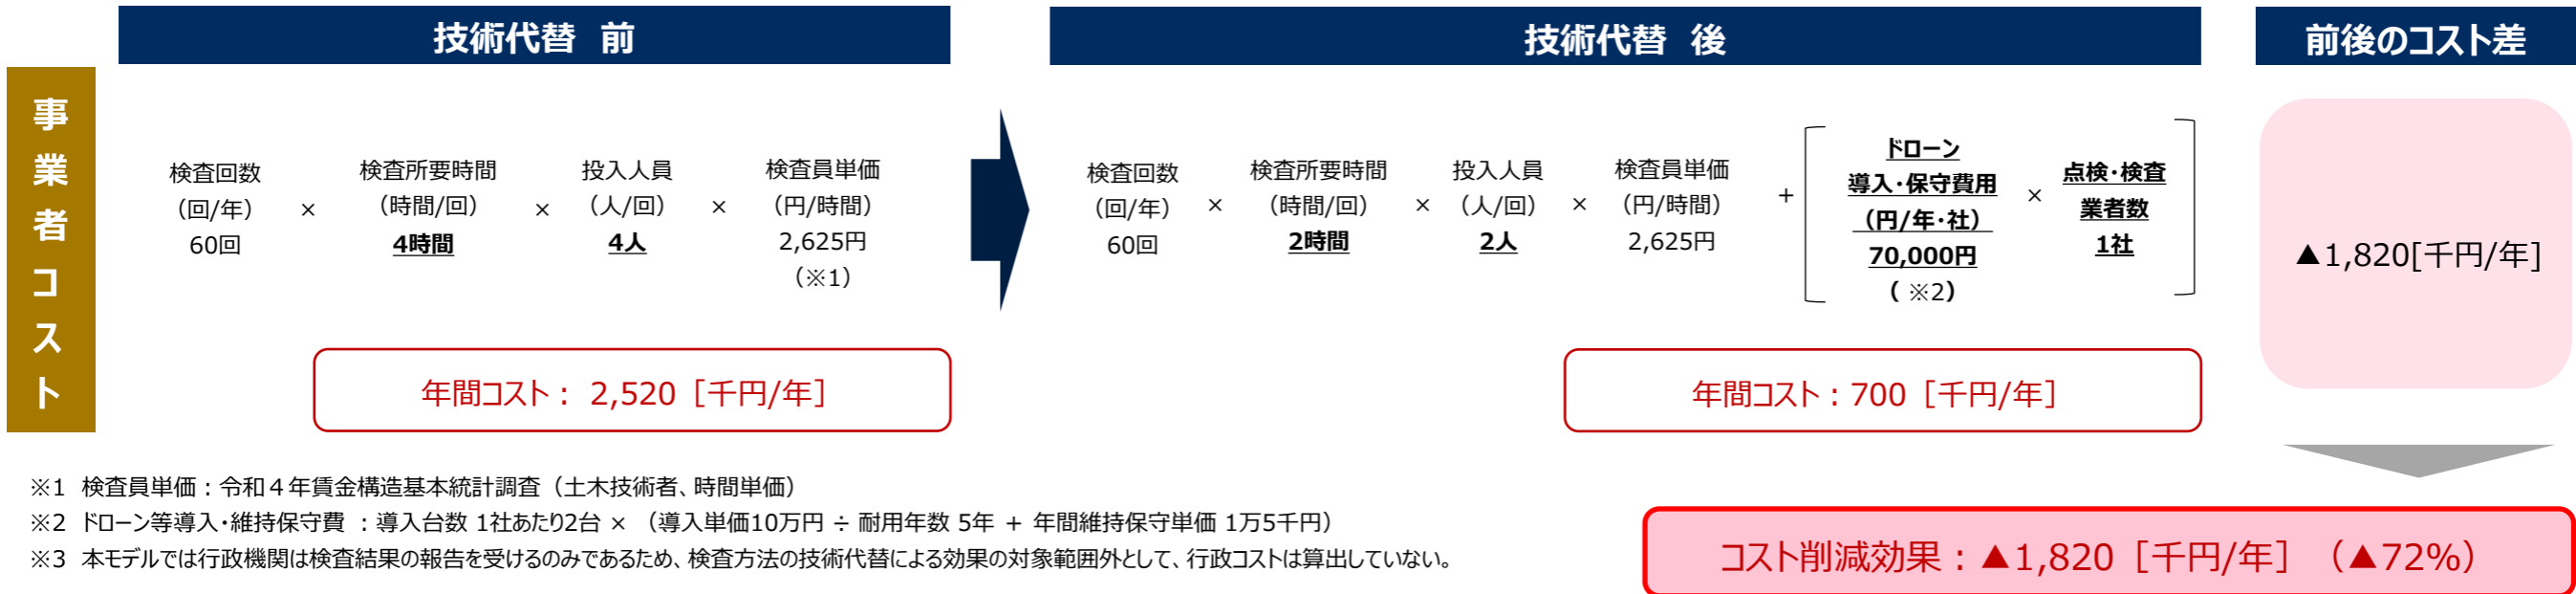 技術代替 前
技術代替 後
前後のコスト差
事業者コスト
検査回数
（回/年）
60回
×
検査所要時間
（時間/回）
4時間
×
投入人員
（人/回）
4人
×
検査員単価
（円/時間）
2,625円
（※1）
年間コスト： 2,520［千円/年］
検査回数
（回/年）
60回
×
検査所要時間
（時間/回）
2時間
×
投入人員
（人/回）
2人
×
検査員単価
（円/時間）
2,625円
+
ドローン
導入・保守費用
（円/年・社）
70,000円
（ ※2）
×
点検・検査
業者数
1社
年間コスト：700［千円/年］
▲1,820[千円/年]
※1 検査員単価：令和４年賃金構造基本統計調査（土木技術者、時間単価）
※2 ドローン等導入・維持保守費 ：導入台数 1社あたり2台 × （導入単価10万円 ÷ 耐用年数 5年 + 年間維持保守単価 1万5千円）
※3 本モデルでは行政機関は検査結果の報告を受けるのみであるため、検査方法の技術代替による効果の対象範囲外として、行政コストは算出していない。
コスト削減効果：▲1,820［千円/年］（▲72%）